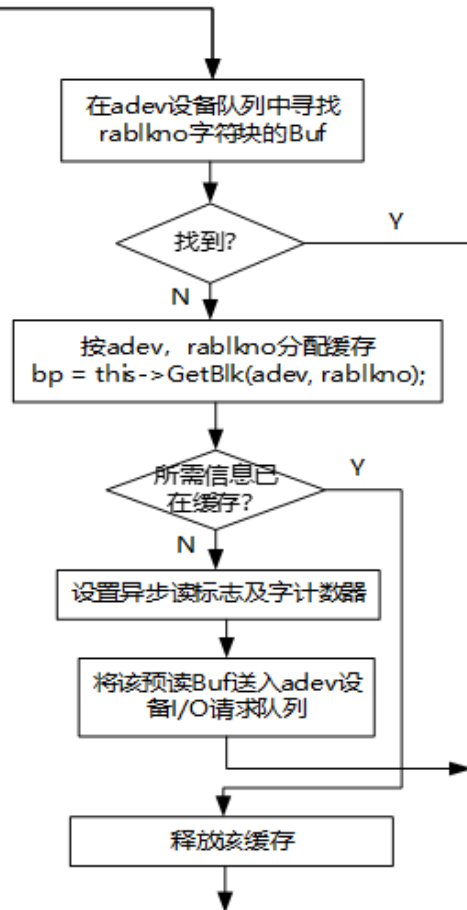 在adev设备队列中寻找
rablkno字符块的Buf
找到?
Y
N
按adev，rablkno分配缓存
bp = this->GetBlk(adev, rablkno);
所需信息已
在缓存?
Y
N
设置异步读标志及字计数器
将该预读Buf送入adev设
备I/O请求队列
释放该缓存